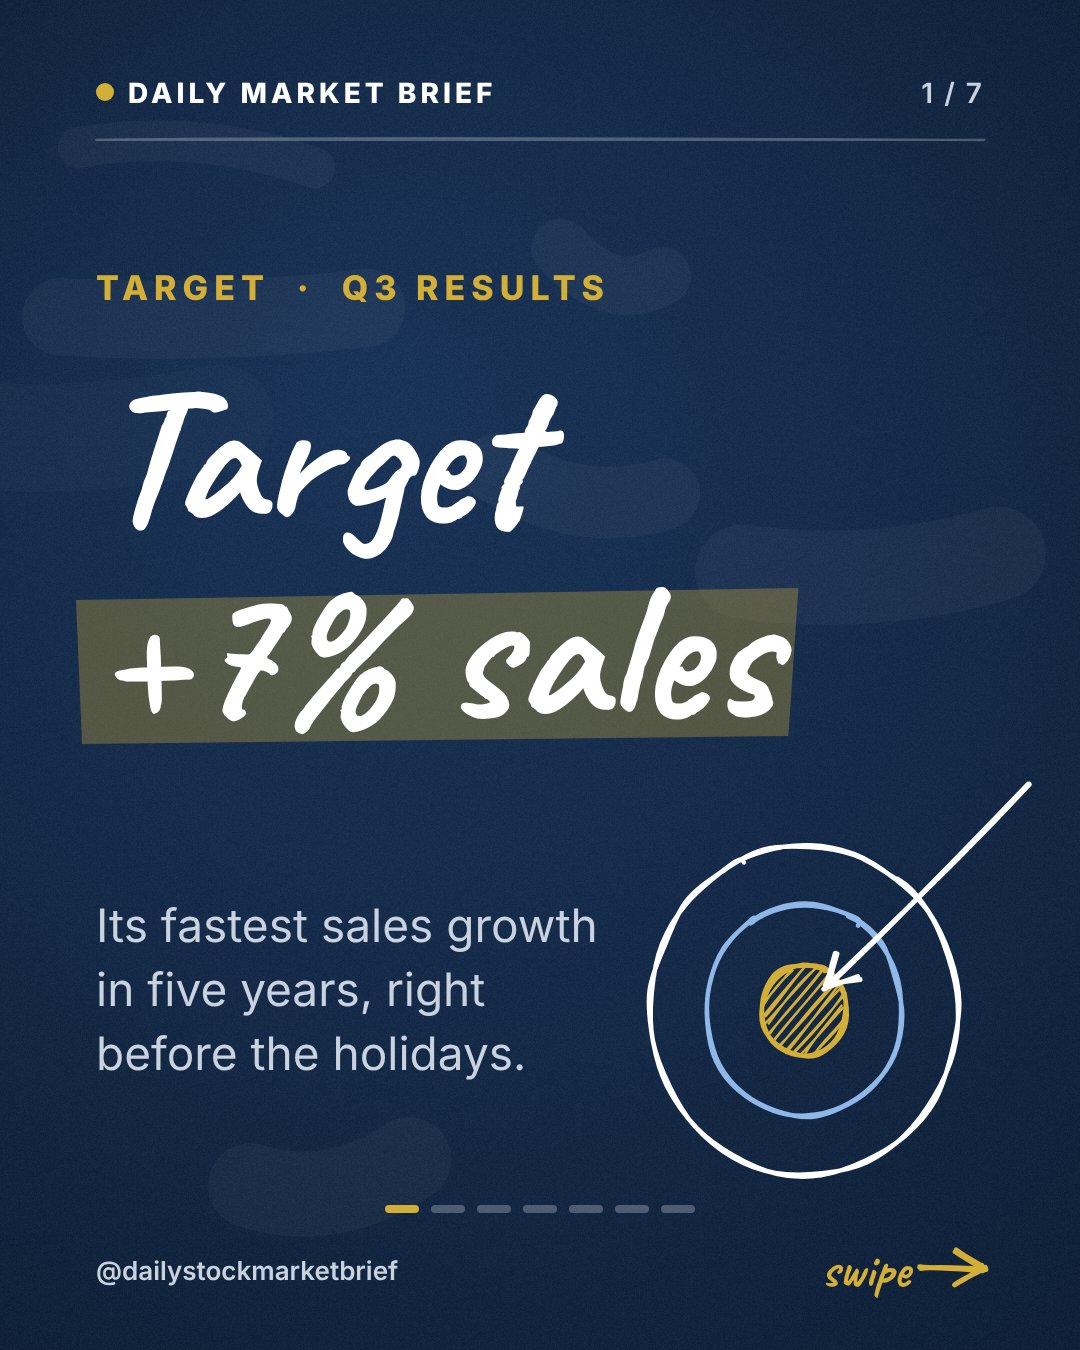 DAILY MARKET BRIEF
1 / 7
TARGET · Q3 RESULTS
Target
+7% sales
Its fastest sales growth
in five years, right
before the holidays.
@dailystockmarketbrief
swipe